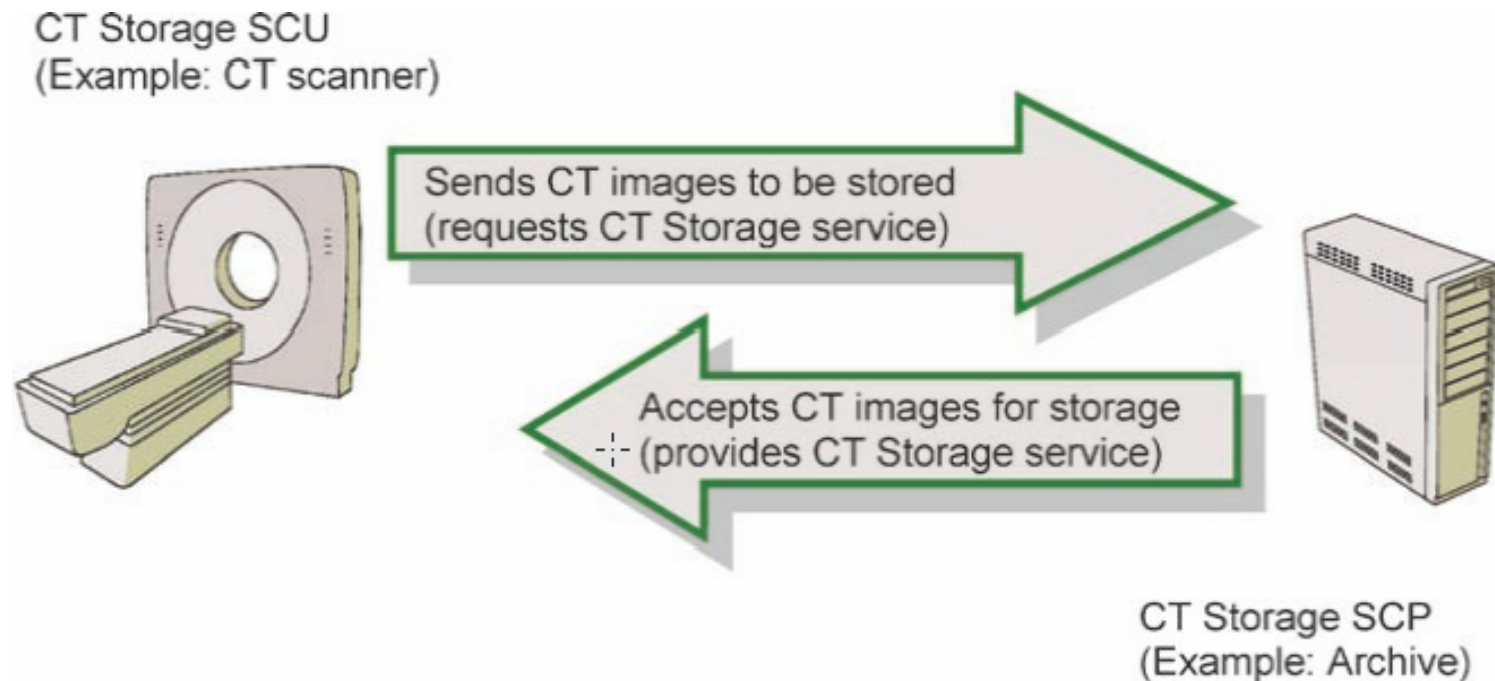 CT Storage SCU
(Example: CT scanner)
Sends CT images to be stored
(requests CT Storage service)
Accepts CT images for storage
(provides CT Storage service)
CT Storage SCP
(Example: Archive)